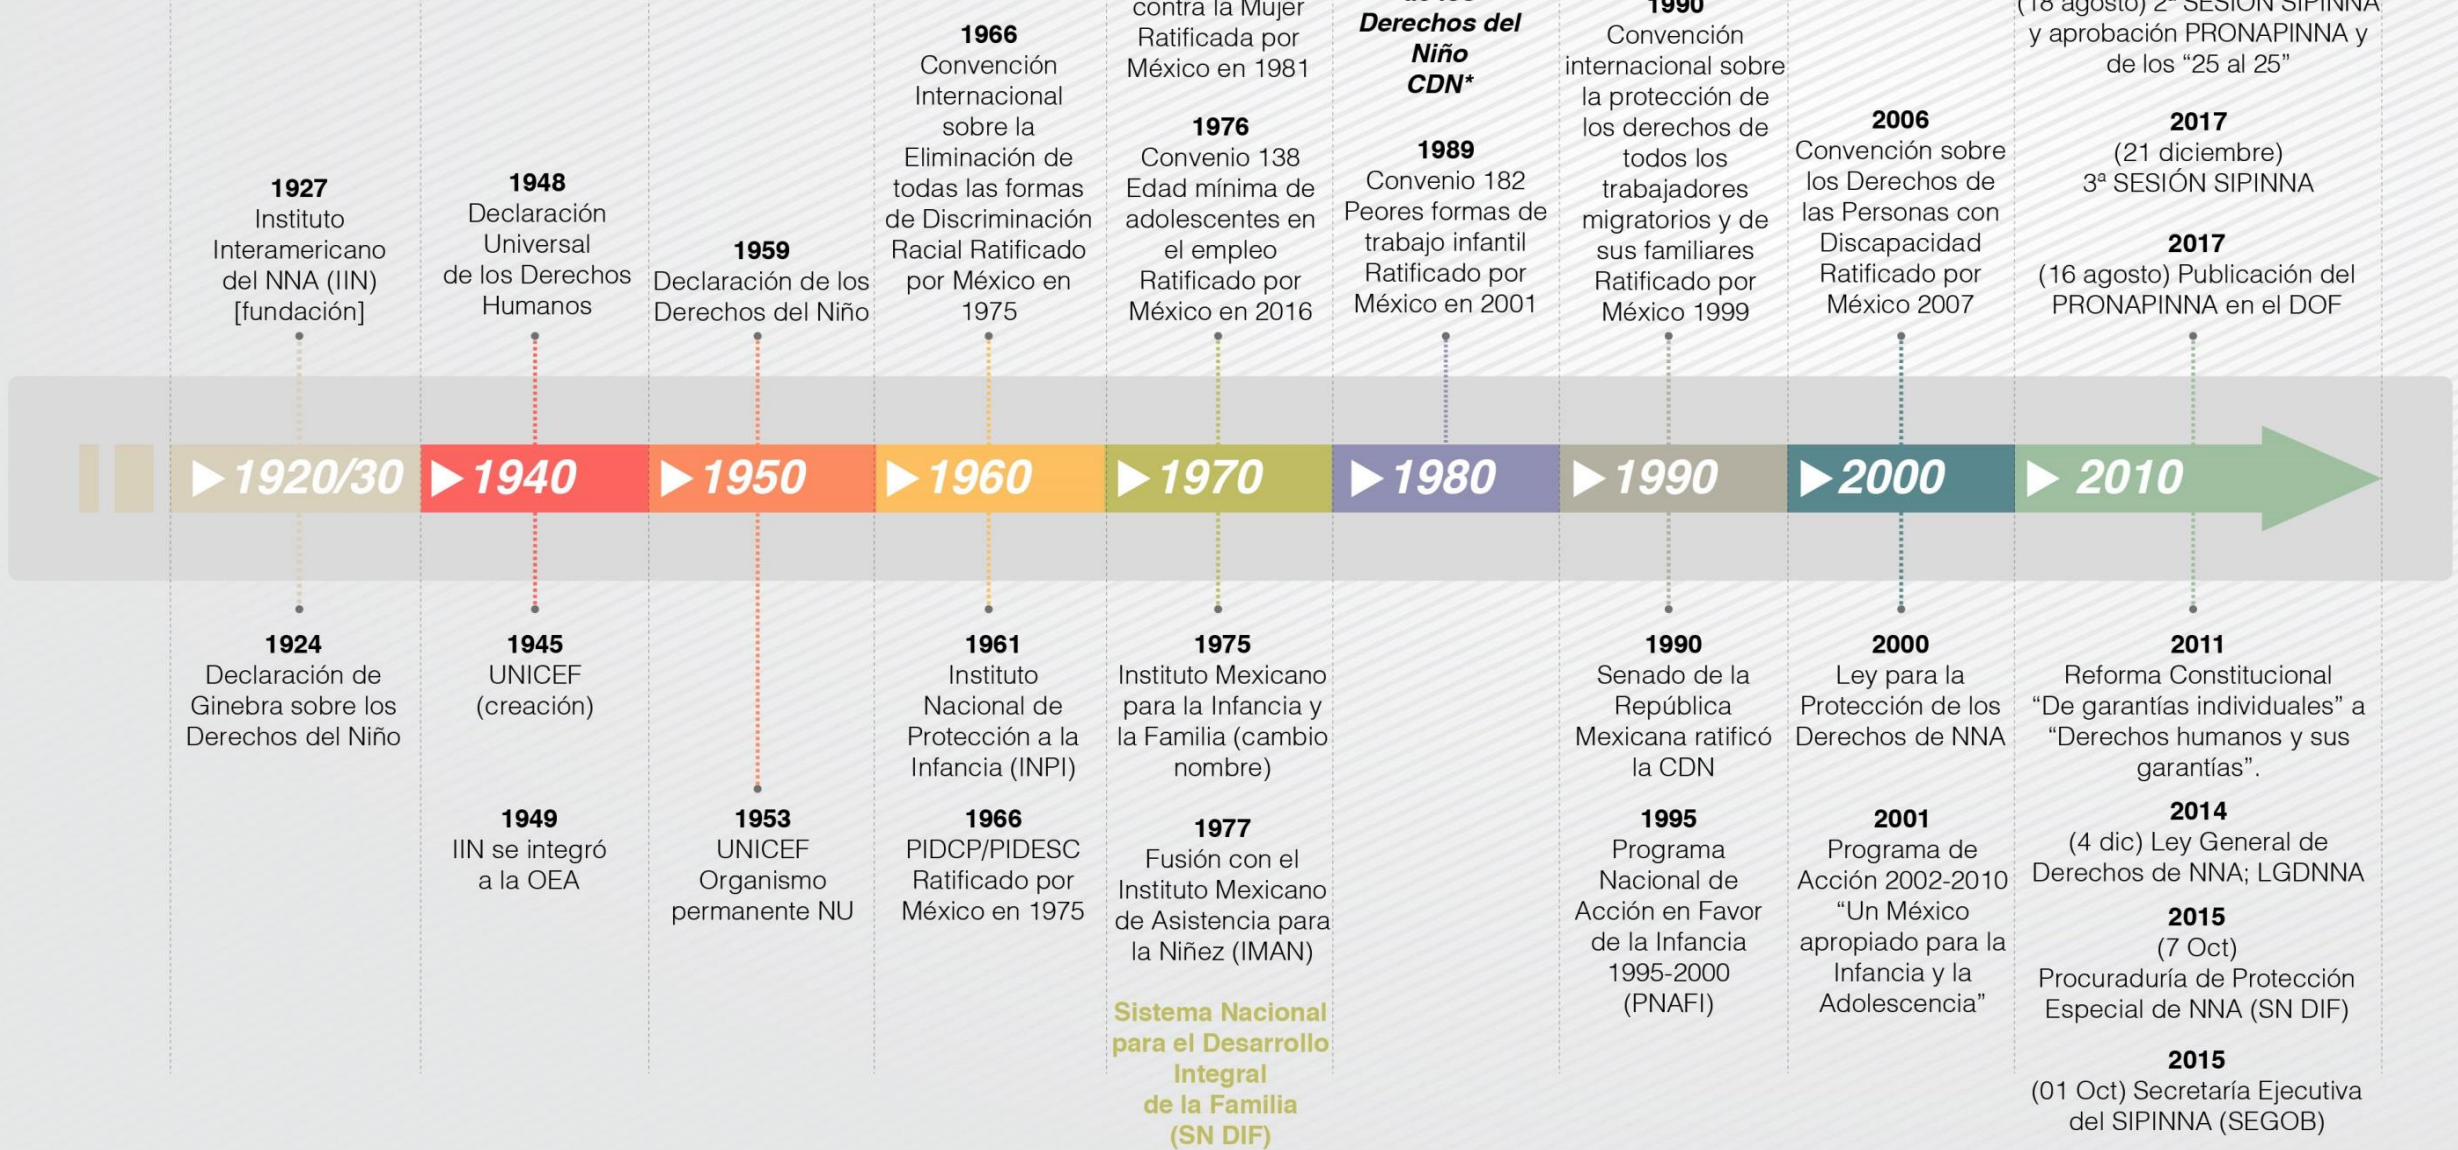 1927
Instituto
Interamericano
del NNA (IIN)
[fundación]
1948
Declaración
Universal
de los Derechos
Humanos
1959
Declaración de los
Derechos del Niño
1966
Convención
Internacional
sobre la
Eliminación de
todas las formas
de Discriminación
Racial Ratificado
por México en
1975
contra la Mujer
Ratificada por
México en 1981
1976
Convenio 138
Edad mínima de
adolescentes en
el empleo
Ratificado por
México en 2016
de los
Derechos del
Niño
CDN*
1989
Convenio 182
Peores formas de
trabajo infantil
Ratificado por
México en 2001
1990
Convención
internacional sobre
la protección de
los derechos de
todos los
trabajadores
migratorios y de
sus familiares
Ratificado por
México 1999
2006
Convención sobre
los Derechos de
las Personas con
Discapacidad
Ratificado por
México 2007
(18 agosto) 2ª SESIÓN SIPINNA
y aprobación PRONAPINNA y
de los “25 al 25”
2017
(21 diciembre)
3ª SESIÓN SIPINNA
2017
(16 agosto) Publicación del
PRONAPINNA en el DOF
1920/30
1940
1950
1960
1970
1980
1990
2000
2010
1924
Declaración de
Ginebra sobre los
Derechos del Niño
1945
UNICEF
(creación)
1949
IIN se integró
a la OEA
1953
UNICEF
Organismo
permanente NU
1961
Instituto
Nacional de
Protección a la
Infancia (INPI)
1966
PIDCP/PIDESC
Ratificado por
México en 1975
1975
Instituto Mexicano
para la Infancia y
la Familia (cambio
nombre)
1977
Fusión con el
Instituto Mexicano
de Asistencia para
la Niñez (IMAN)
Sistema Nacional
para el Desarrollo
Integral
de la Familia
(SN DIF)
1990
Senado de la
República
Mexicana ratificó
la CDN
1995
Programa
Nacional de
Acción en Favor
de la Infancia
1995-2000
(PNAFI)
2000
Ley para la
Protección de los
Derechos de NNA
2001
Programa de
Acción 2002-2010
“Un México
apropiado para la
Infancia y la
Adolescencia”
2011
Reforma Constitucional
“De garantías individuales” a
“Derechos humanos y sus
garantías”.
2014
(4 dic) Ley General de
Derechos de NNA; LGDNNA
2015
(7 Oct)
Procuraduría de Protección
Especial de NNA (SN DIF)
2015
(01 Oct) Secretaría Ejecutiva
del SIPINNA (SEGOB)